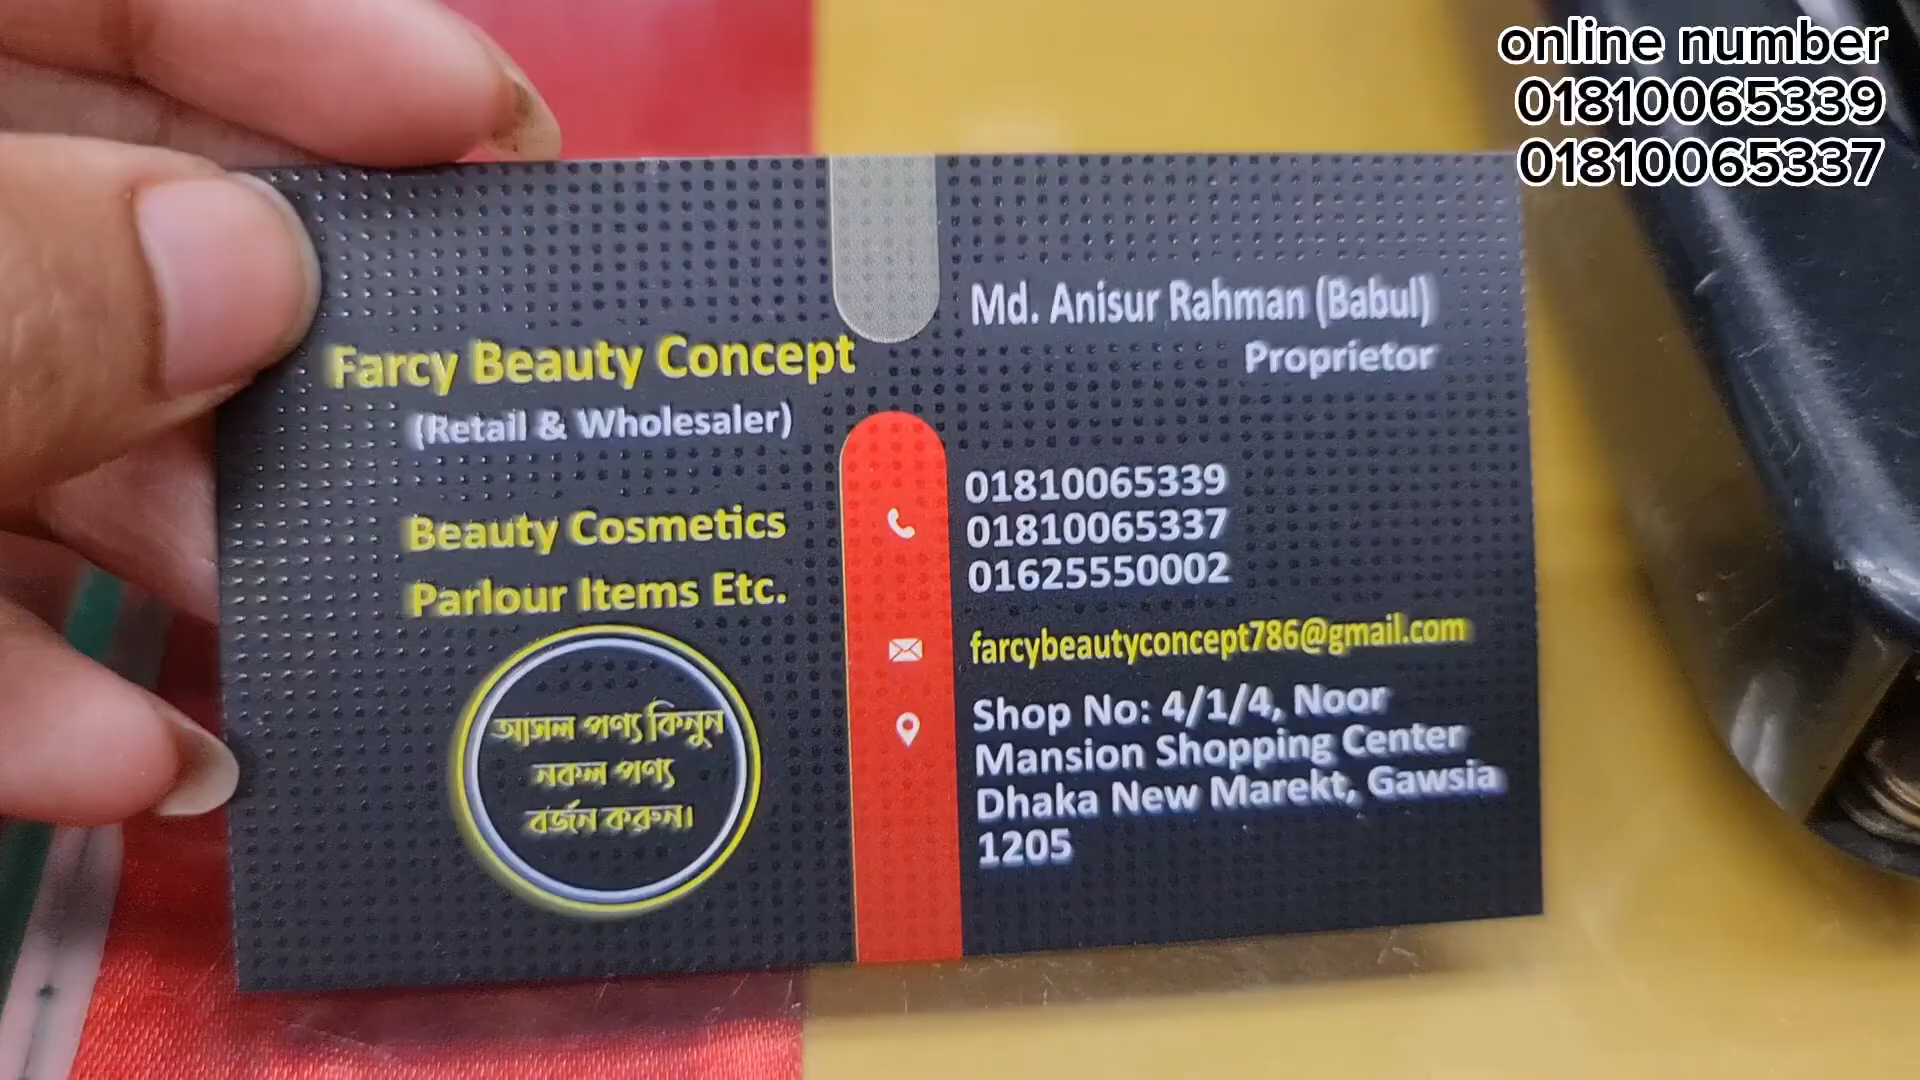 online number
01810065339
01810065337
Farcy Beauty Concept
(Retail & Wholesaler)
Beauty Cosmetics
Parlour Items Etc.
আসল পণ্য কিনুন
নকল পণ্য
বর্জন করুন।
Md. Anisur Rahman (Babul)
Proprietor
01810065339
01810065337
01625550002
farcybeautyconcept786@gmail.com
Shop No: 4/1/4, Noor
Mansion Shopping Center
Dhaka New Marekt, Gawsia
1205